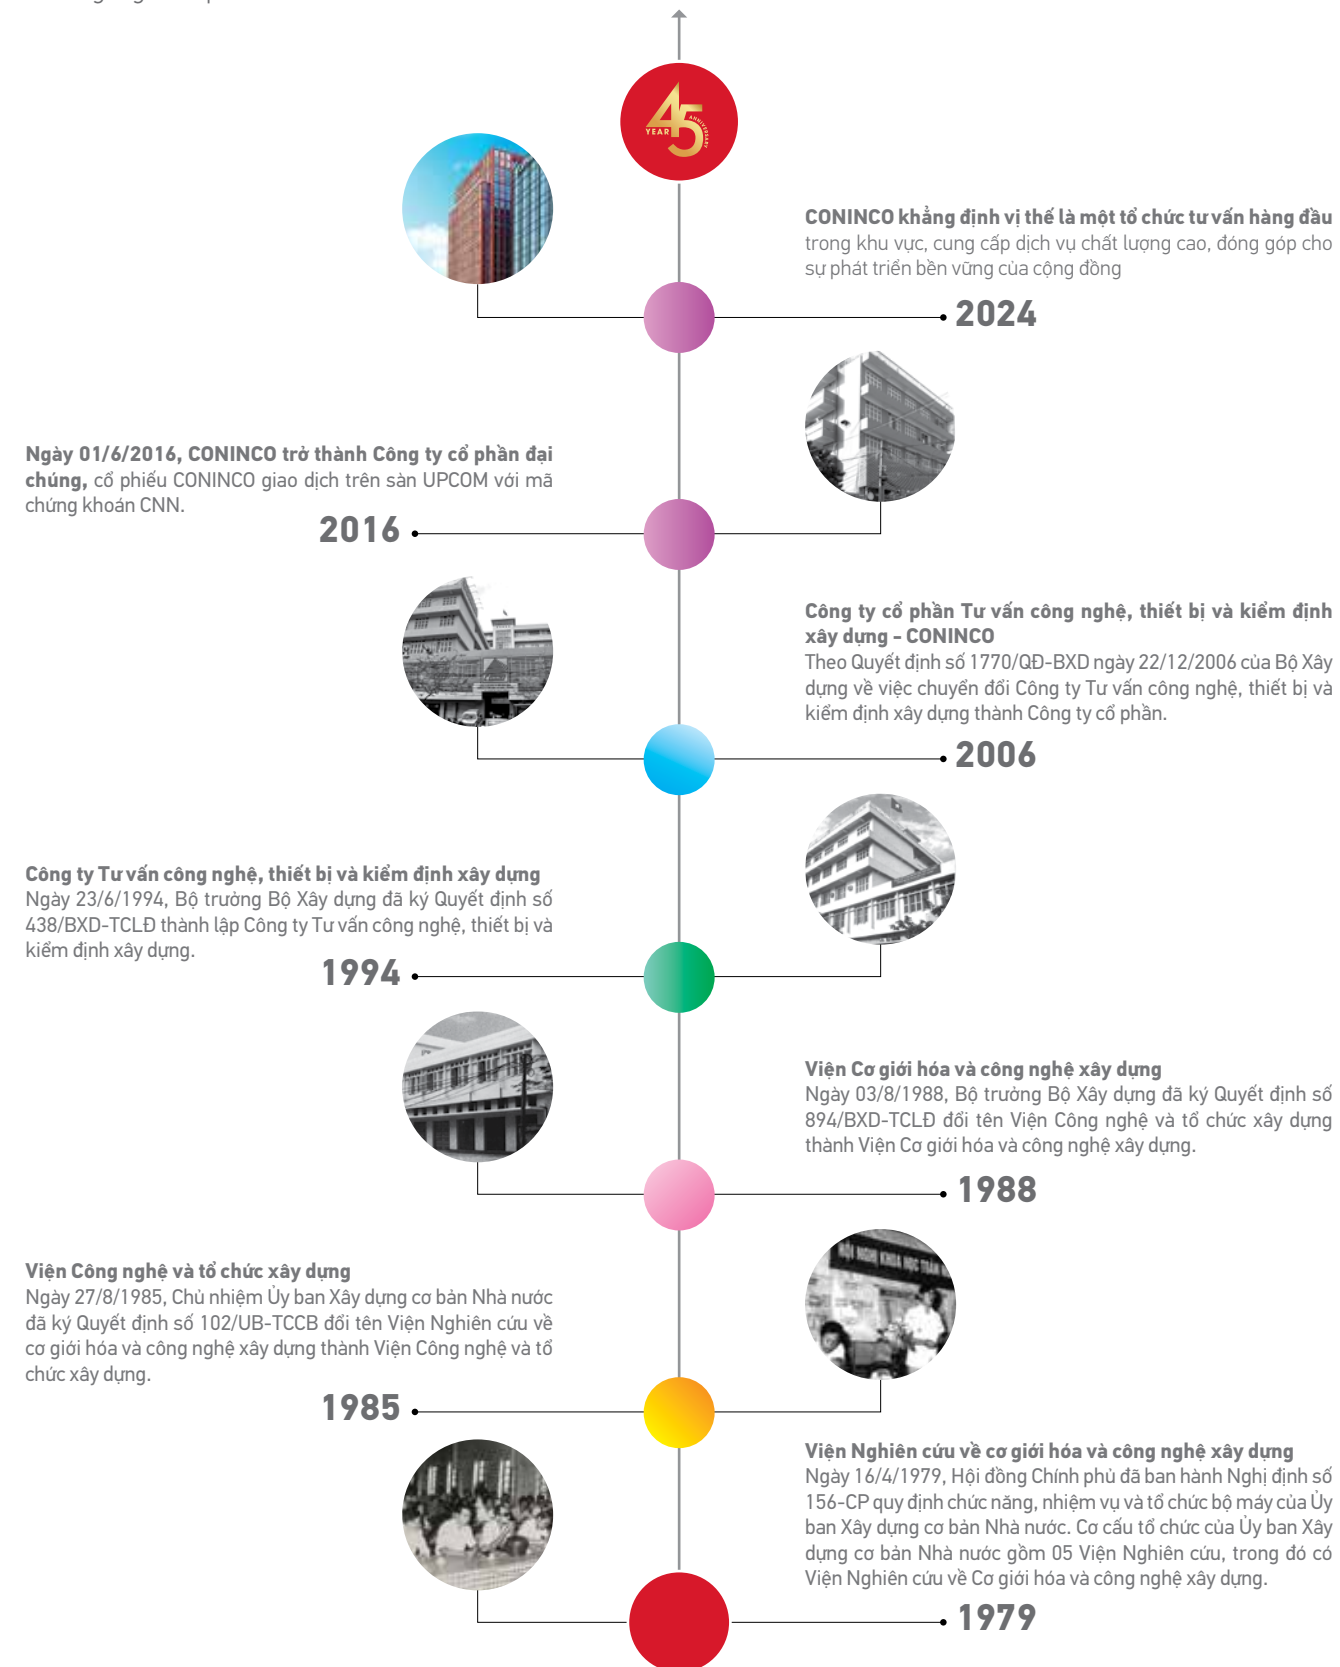 45
YEAR
ANNIVERSARY
CONINCO khẳng định vị thế là một tổ chức tư vấn hàng đầu
trong khu vực, cung cấp dịch vụ chất lượng cao, đóng góp cho
sự phát triển bền vững của cộng đồng
2024
Ngày 01/6/2016, CONINCO trở thành Công ty cổ phần đại
chúng, cổ phiếu CONINCO giao dịch trên sàn UPCOM với mã
chứng khoán CNN.
2016
Công ty cổ phần Tư vấn công nghệ, thiết bị và kiểm định
xây dựng - CONINCO
Theo Quyết định số 1770/QĐ-BXD ngày 22/12/2006 của Bộ Xây
dựng về việc chuyển đổi Công ty Tư vấn công nghệ, thiết bị và
kiểm định xây dựng thành Công ty cổ phần.
2006
Công ty Tư vấn công nghệ, thiết bị và kiểm định xây dựng
Ngày 23/6/1994, Bộ trưởng Bộ Xây dựng đã ký Quyết định số
438/BXD-TCLĐ thành lập Công ty Tư vấn công nghệ, thiết bị và
kiểm định xây dựng.
1994
Viện Cơ giới hóa và công nghệ xây dựng
Ngày 03/8/1988, Bộ trưởng Bộ Xây dựng đã ký Quyết định số
894/BXD-TCLĐ đổi tên Viện Công nghệ và tổ chức xây dựng
thành Viện Cơ giới hóa và công nghệ xây dựng.
1988
HỘI NGHỊ KHOA HỌC TOÀN
Viện Công nghệ và tổ chức xây dựng
Ngày 27/8/1985, Chủ nhiệm Ủy ban Xây dựng cơ bản Nhà nước
đã ký Quyết định số 102/UB-TCCB đổi tên Viện Nghiên cứu về
cơ giới hóa và công nghệ xây dựng thành Viện Công nghệ và tổ
chức xây dựng.
1985
Viện Nghiên cứu về cơ giới hóa và công nghệ xây dựng
Ngày 16/4/1979, Hội đồng Chính phủ đã ban hành Nghị định số
156-CP quy định chức năng, nhiệm vụ và tổ chức bộ máy của Ủy
ban Xây dựng cơ bản Nhà nước. Cơ cấu tổ chức của Ủy ban Xây
dựng cơ bản Nhà nước gồm 05 Viện Nghiên cứu, trong đó có
Viện Nghiên cứu về Cơ giới hóa và công nghệ xây dựng.
1979